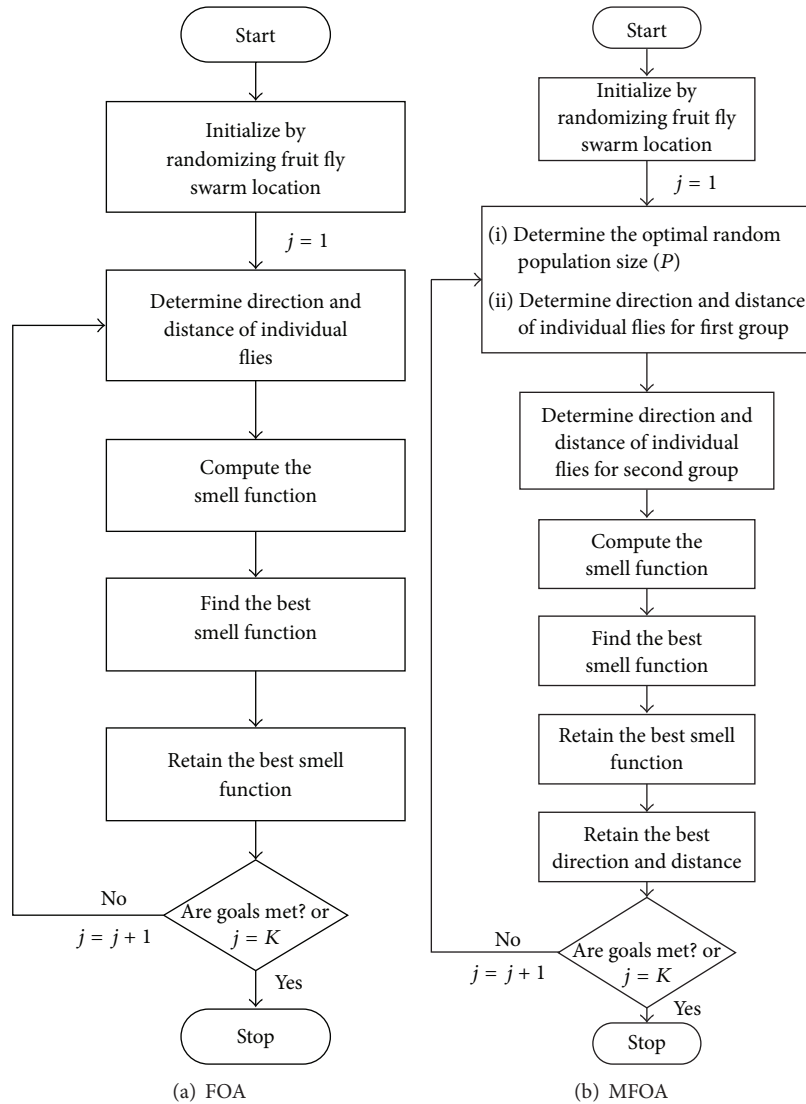 Start
Initialize by
randomizing fruit fly
swarm location
j = 1
Determine direction and
distance of individual
flies
Compute the
smell function
Find the best
smell function
Retain the best smell
function
Are goals met? or
j = K
No
j = j + 1
Yes
Stop
(a) FOA
Start
Initialize by
randomizing fruit fly
swarm location
j = 1
(i) Determine the optimal random
population size (P)
(ii) Determine direction and distance
of individual flies for first group
Determine direction and
distance of individual
flies for second group
Compute the
smell function
Find the best
smell function
Retain the best smell
function
Retain the best
direction and distance
Are goals met? or
j = K
No
j = j + 1
Yes
Stop
(b) MFOA